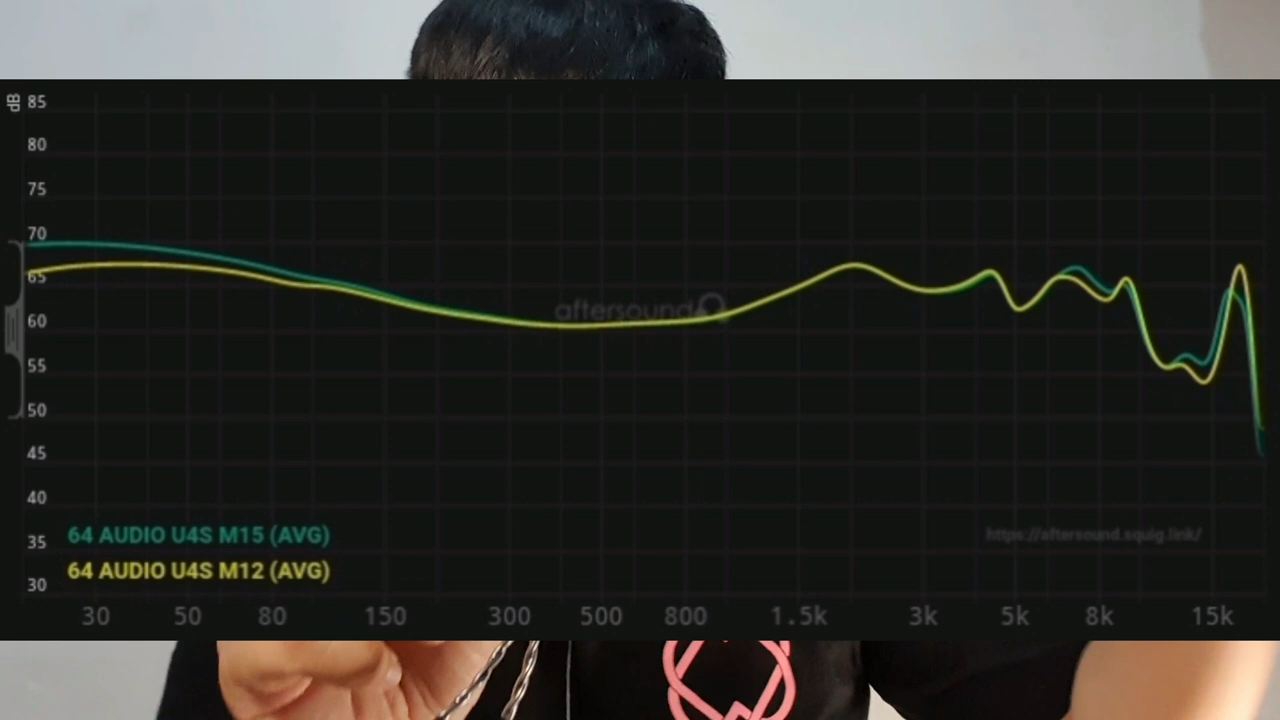 dB
85
80
75
70
65
60
55
50
45
40
35
30
aftersound
64 AUDIO U4S M15 (AVG)
64 AUDIO U4S M12 (AVG)
https://aftersound.squig.link/
30 50 80 150 300 500 800 1.5k 3k 5k 8k 15k